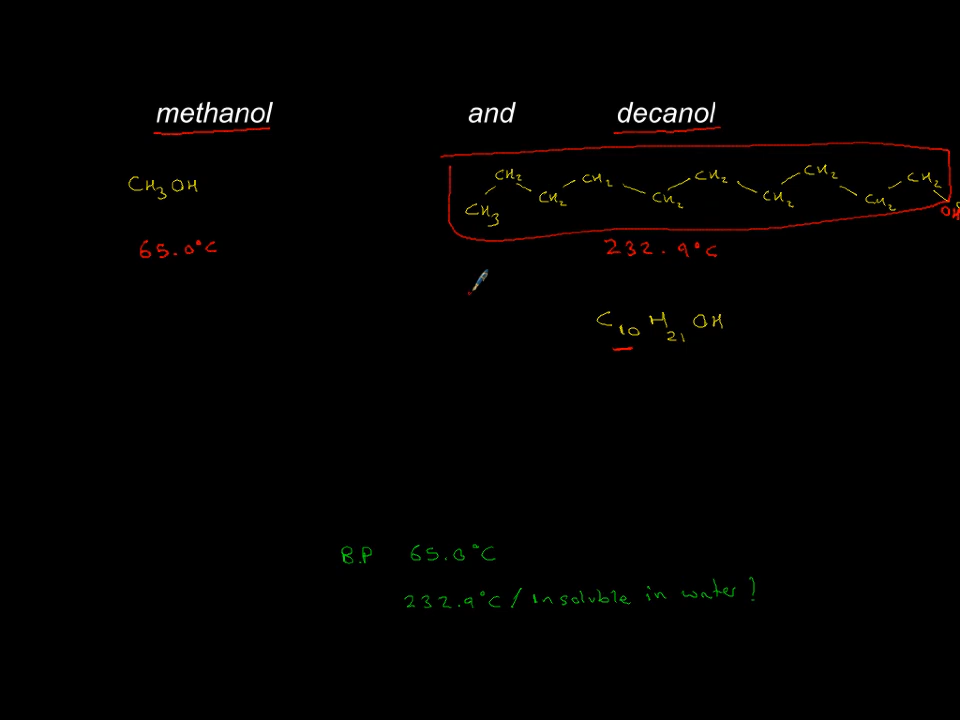 methanol and decanol
CH3OH
CH3 CH2 CH2 CH2 CH2 CH2 CH2 CH2 CH2 CH2 OH
65.0°C 232.9°C
C10H21OH
B.P 65.0°C
232.9°C / Insoluble in water?